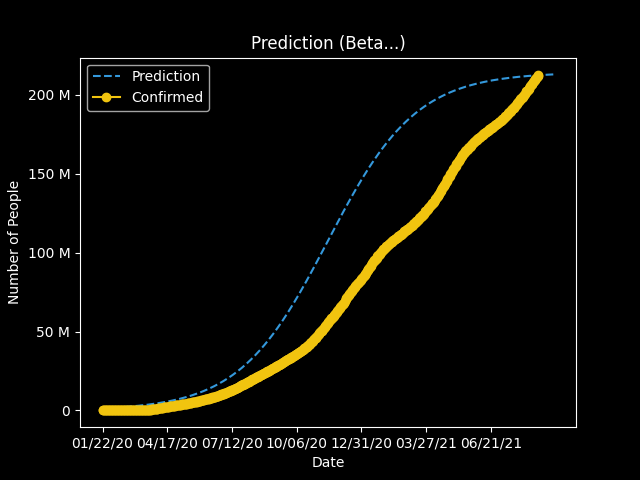 Prediction (Beta...)
Prediction
Confirmed
200 M
150 M
100 M
50 M
0
Number of People
01/22/20 04/17/20 07/12/20 10/06/20 12/31/20 03/27/21 06/21/21
Date